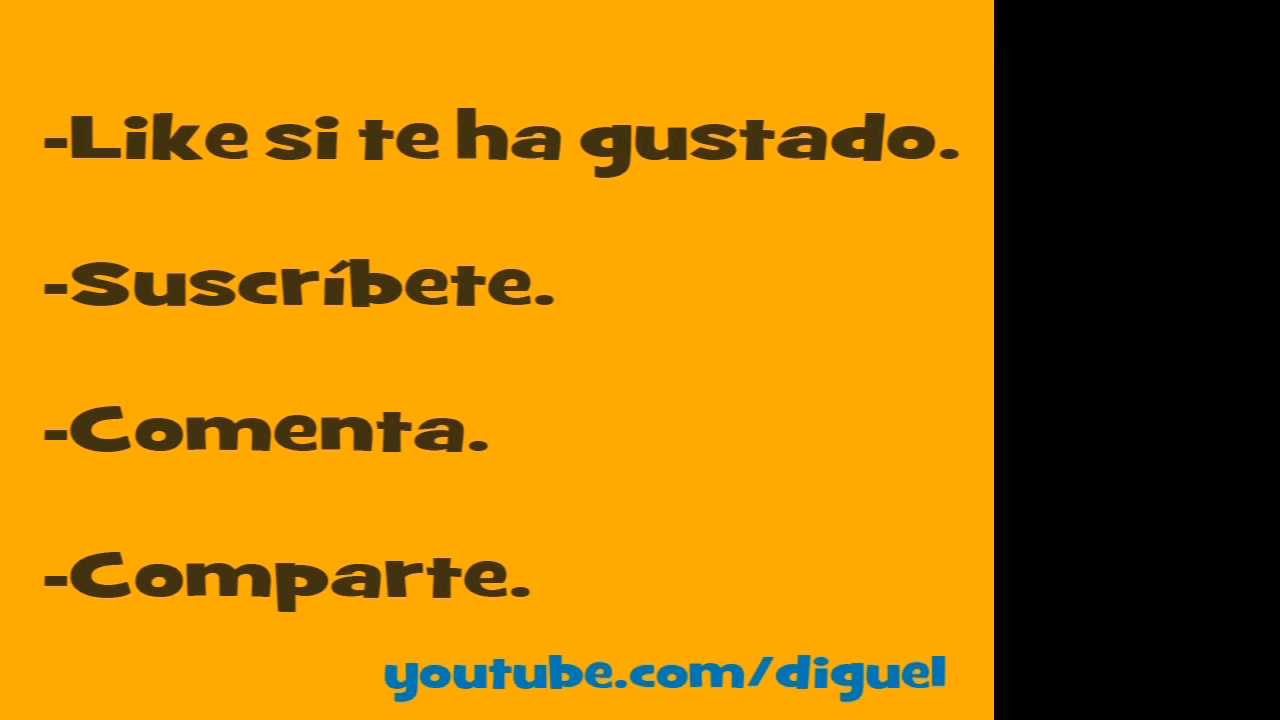 -Like si te ha gustado.
-Suscríbete.
-Comenta.
-Comparte.
youtube.com/diguel